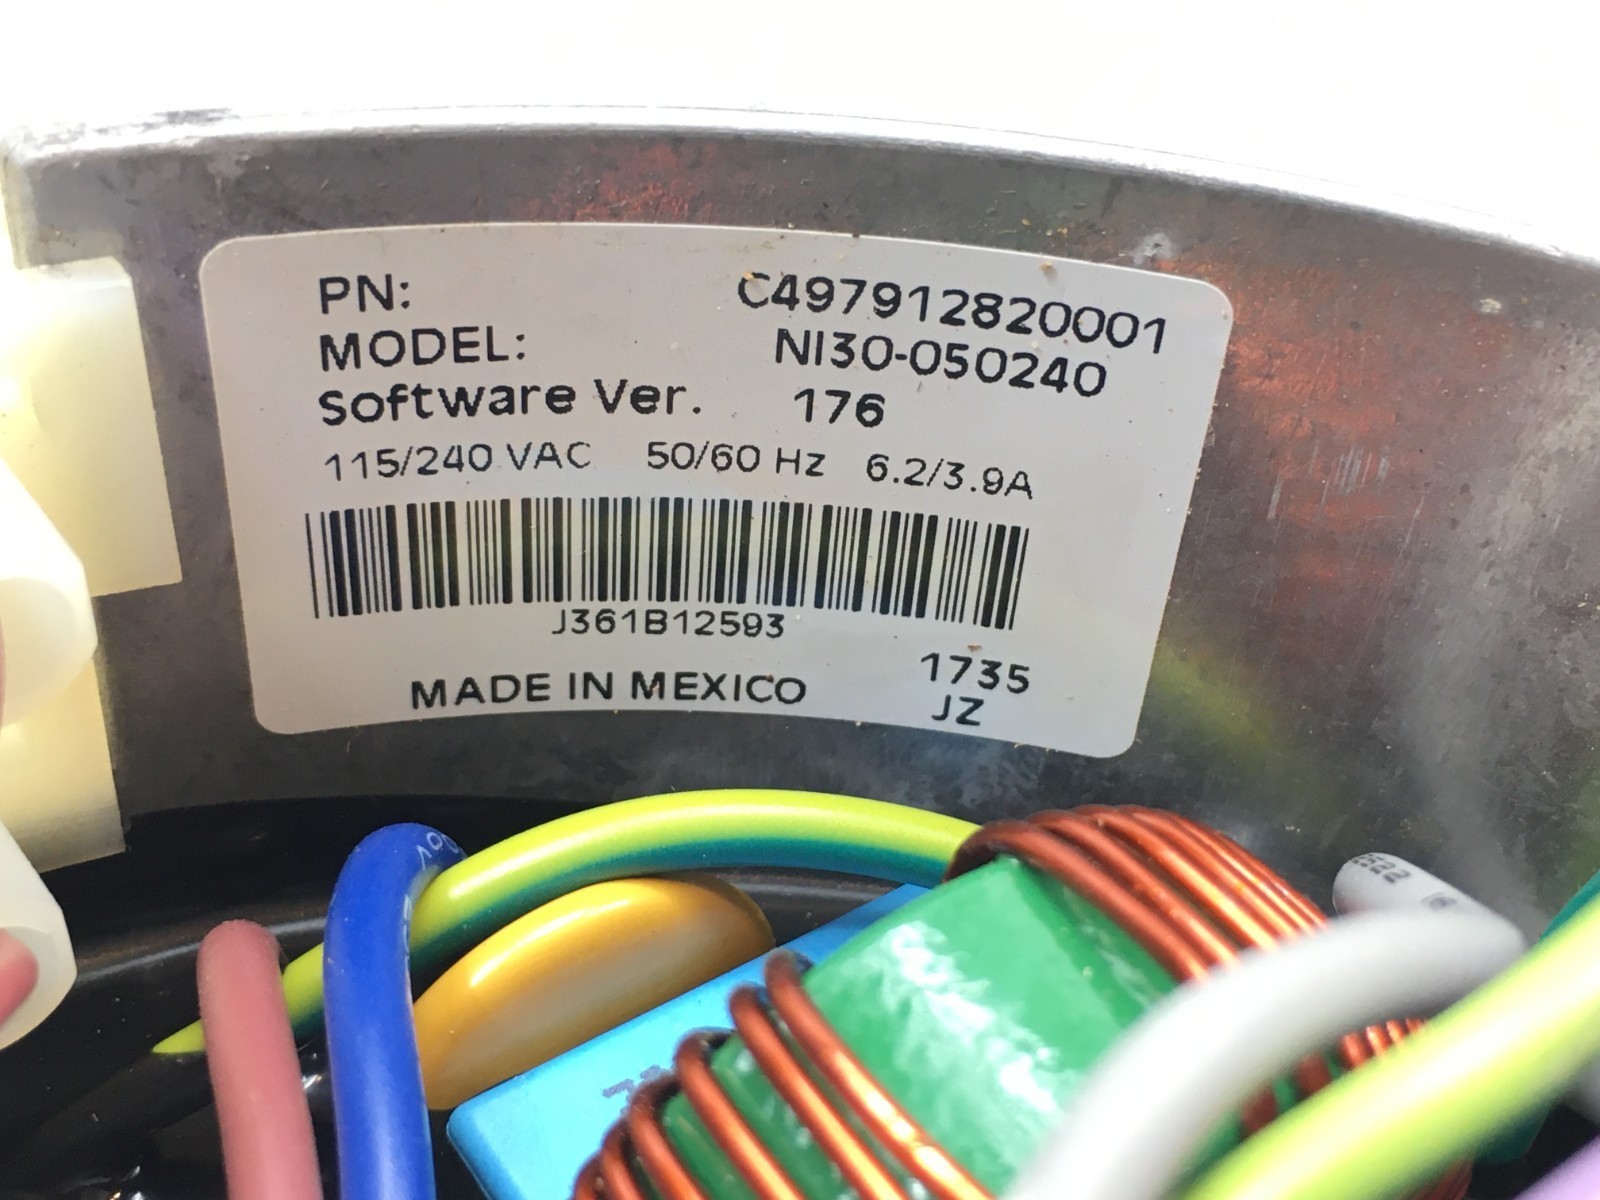 PN: C497912820001
MODEL: NI30-050240
Software Ver. 176
115/240 VAC 50/60 Hz 6.2/3.9A
J361B12593
MADE IN MEXICO 1735
JZ